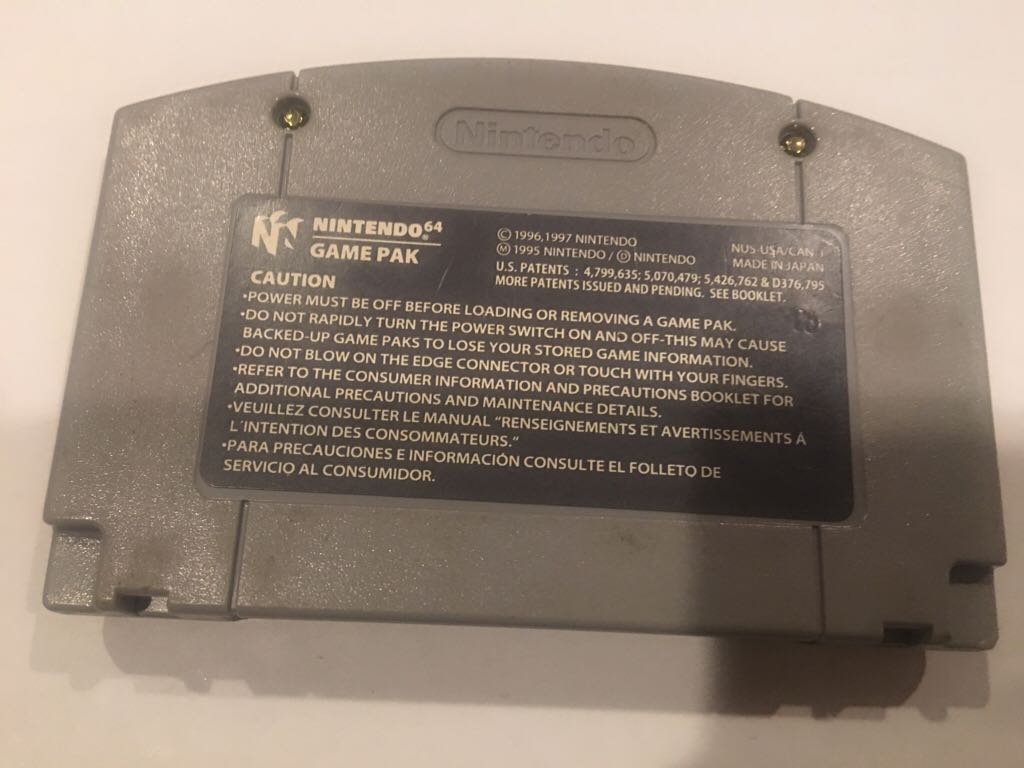 Nintendo
NINTENDO 64
®
GAME PAK
© 1996,1997 NINTENDO
Ⓜ 1995 NINTENDO / Ⓓ NINTENDO
NUS-USA/CAN-1
MADE IN JAPAN
U.S. PATENTS : 4,799,635; 5,070,479; 5,426,762 & D376,795
MORE PATENTS ISSUED AND PENDING. SEE BOOKLET.
CAUTION
•POWER MUST BE OFF BEFORE LOADING OR REMOVING A GAME PAK.
•DO NOT RAPIDLY TURN THE POWER SWITCH ON AND OFF-THIS MAY CAUSE
BACKED-UP GAME PAKS TO LOSE YOUR STORED GAME INFORMATION.
•DO NOT BLOW ON THE EDGE CONNECTOR OR TOUCH WITH YOUR FINGERS.
•REFER TO THE CONSUMER INFORMATION AND PRECAUTIONS BOOKLET FOR
ADDITIONAL PRECAUTIONS AND MAINTENANCE DETAILS.
•VEUILLEZ CONSULTER LE MANUAL "RENSEIGNEMENTS ET AVERTISSEMENTS À
L'INTENTION DES CONSOMMATEURS."
•PARA PRECAUCIONES E INFORMACIÓN CONSULTE EL FOLLETO DE
SERVICIO AL CONSUMIDOR.